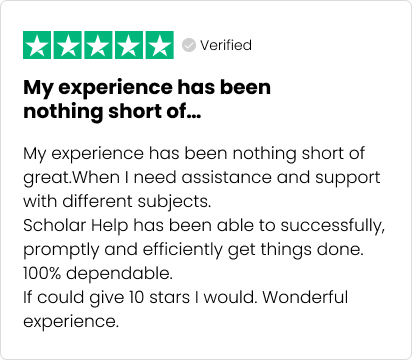 Verified
My experience has been
nothing short of...
My experience has been nothing short of
great.When I need assistance and support
with different subjects.
Scholar Help has been able to successfully,
promptly and efficiently get things done.
100% dependable.
If could give 10 stars I would. Wonderful
experience.